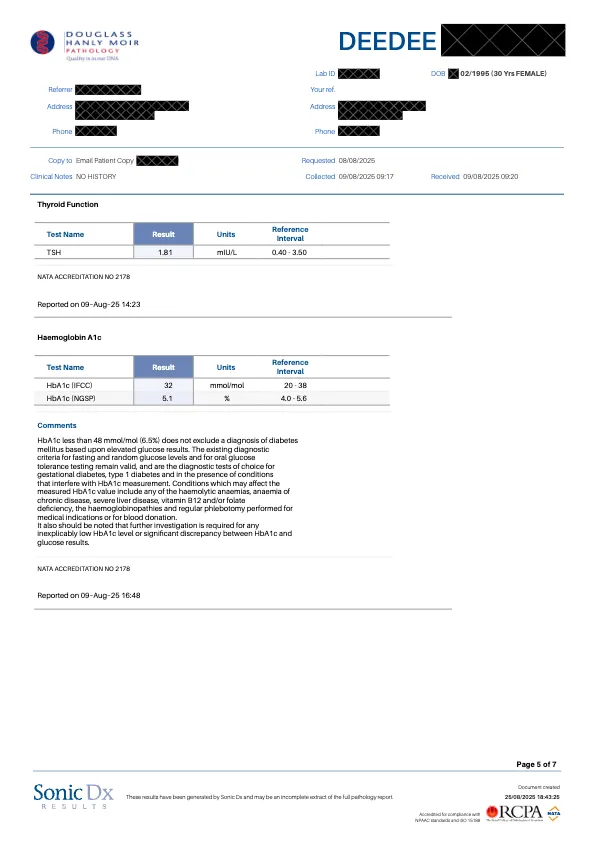 DOUGLASS
HANLY MOIR
PATHOLOGY
Quality is in our DNA
DEEDEE
Lab ID
DOB 02/1995 (30 Yrs FEMALE)
Referrer
Your ref.
Address
Address
Phone
Phone
Copy to Email Patient Copy
Requested 08/08/2025
Clinical Notes NO HISTORY
Collected 09/08/2025 09:17 Received 09/08/2025 09:20
Thyroid Function
Test Name Result Units Reference Interval
TSH 1.81 mIU/L 0.40 - 3.50
NATA ACCREDITATION NO 2178
Reported on 09-Aug-25 14:23
Haemoglobin A1c
Test Name Result Units Reference Interval
HbA1c (IFCC) 32 mmol/mol 20 - 38
HbA1c (NGSP) 5.1 % 4.0 - 5.6
Comments
HbA1c less than 48 mmol/mol (6.5%) does not exclude a diagnosis of diabetes
mellitus based upon elevated glucose results. The existing diagnostic
criteria for fasting and random glucose levels and for oral glucose
tolerance testing remain valid, and are the diagnostic tests of choice for
gestational diabetes, type 1 diabetes and in the presence of conditions
that interfere with HbA1c measurement. Conditions which may affect the
measured HbA1c value include any of the haemolytic anaemias, anaemia of
chronic disease, severe liver disease, vitamin B12 and/or folate
deficiency, the haemoglobinopathies and regular phlebotomy performed for
medical indications or for blood donation.
It also should be noted that further investigation is required for any
inexplicably low HbA1c level or significant discrepancy between HbA1c and
glucose results.
NATA ACCREDITATION NO 2178
Reported on 09-Aug-25 16:48
Page 5 of 7
Sonic Dx
RESULTS
These results have been generated by Sonic Dx and may be an incomplete extract of the full pathology report.
Document created
25/08/2025 18:43:25
Accredited for compliance with
NPAAC standards and ISO 15189
RCPA
NATA